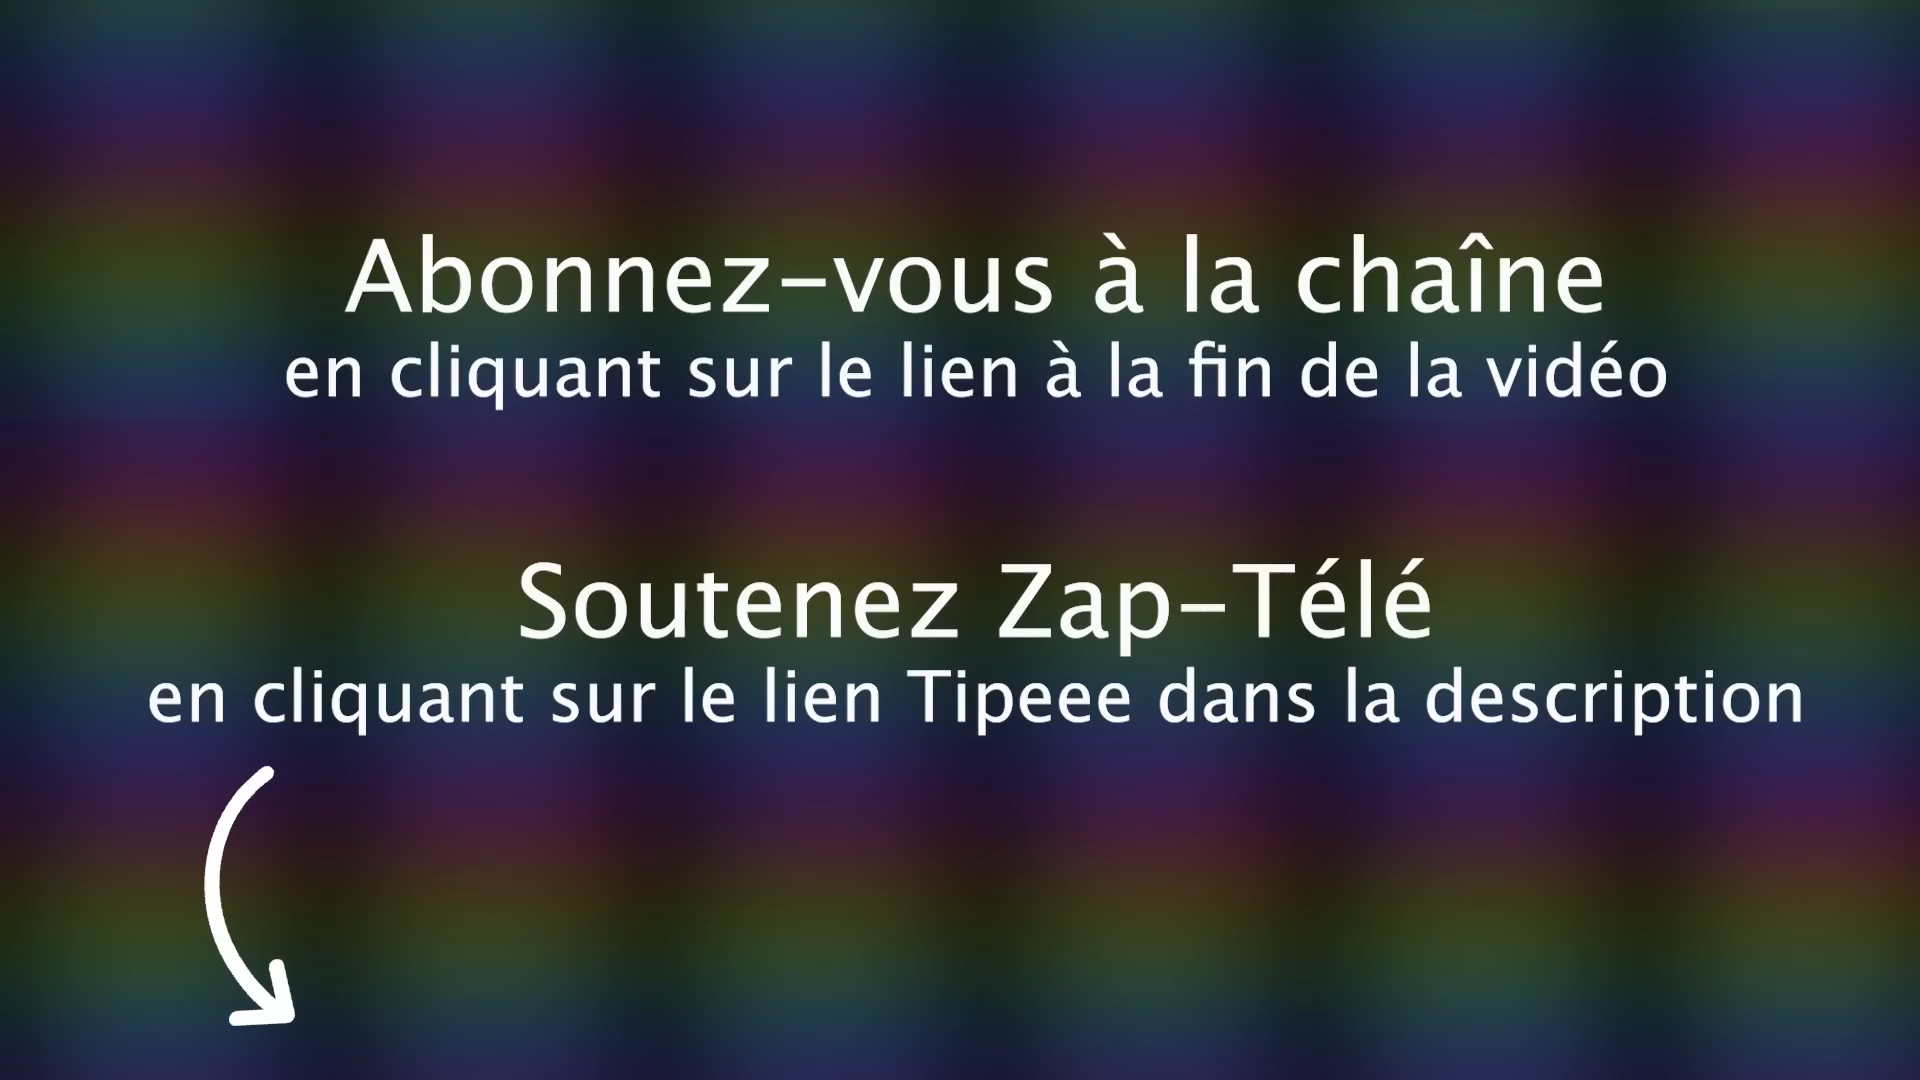 Abonnez-vous à la chaîne
en cliquant sur le lien à la fin de la vidéo
Soutenez Zap-Télé
en cliquant sur le lien Tipeee dans la description